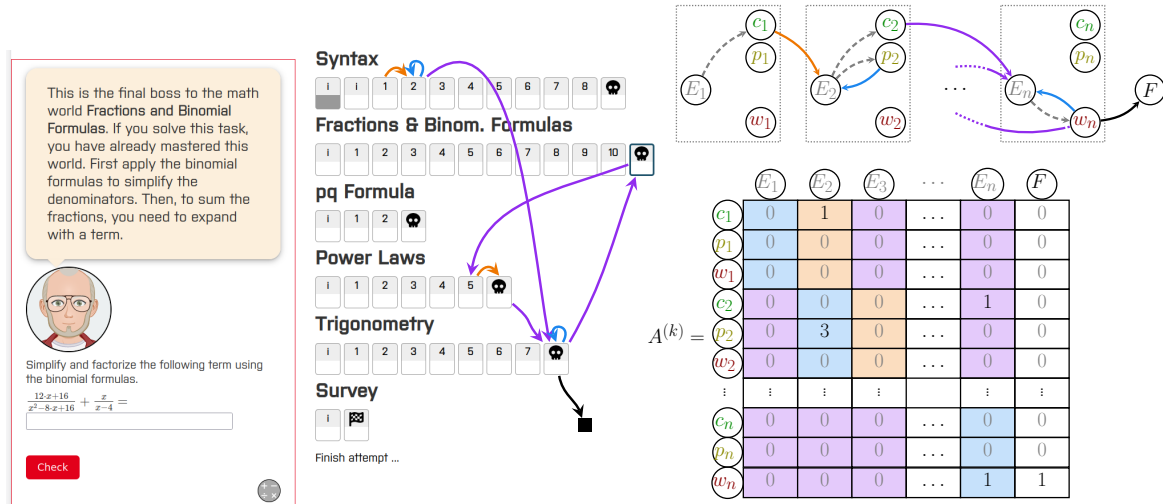 This is the final boss to the math
world Fractions and Binomial
Formulas. If you solve this task,
you have already mastered this
world. First apply the binomial
formulas to simplify the
denominators. Then, to sum the
fractions, you need to expand
with a term.
Simplify and factorize the following term using
the binomial formulas.
12·x+16 / x²−8·x+16 + x / x−4 =
Check
+ −
÷ ×
Syntax
i i 1 2 3 4 5 6 7 8
Fractions & Binom. Formulas
i 1 2 3 4 5 6 7 8 9 10
pq Formula
i 1 2
Power Laws
i 1 2 3 4 5
Trigonometry
i 1 2 3 4 5 6 7
Survey
i
Finish attempt ...
c₁ c₂ cₙ
p₁ p₂ pₙ
E₁ E₂ ... Eₙ F
w₁ w₂ wₙ
E₁ E₂ E₃ ... Eₙ F
A⁽ᵏ⁾ =
c₁ 0 1 0 ... 0 0
p₁ 0 0 0 ... 0 0
w₁ 0 0 0 ... 0 0
c₂ 0 0 0 ... 1 0
p₂ 0 3 0 ... 0 0
w₂ 0 0 0 ... 0 0
⋮ ⋮ ⋮ ⋮ ⋮ ⋮
cₙ 0 0 0 ... 0 0
pₙ 0 0 0 ... 0 0
wₙ 0 0 0 ... 1 1